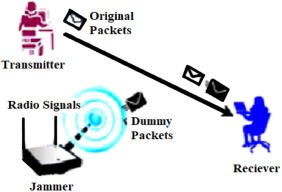 Original
Packets
Transmitter
Radio Signals
Dummy
Packets
Reciever
Jammer